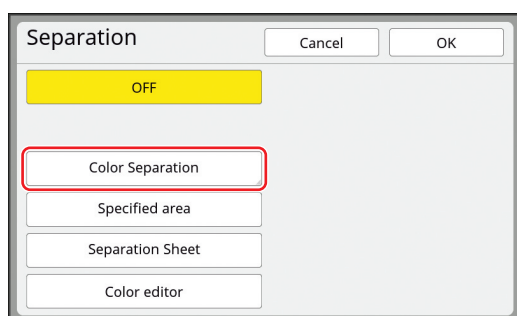 Separation Cancel OK
OFF
Color Separation
Specified area
Separation Sheet
Color editor